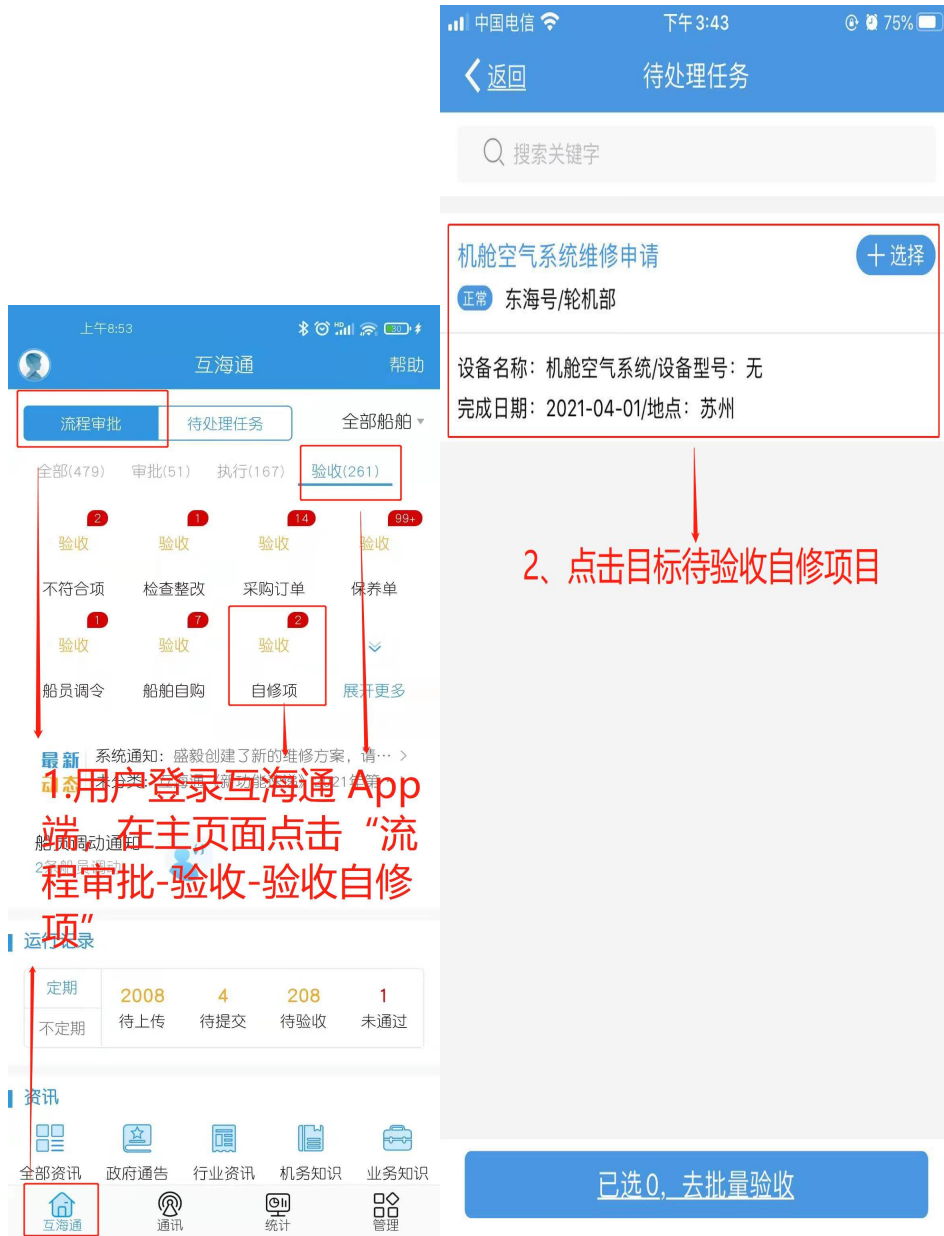 上午8:53
30
互海通
帮助
流程审批
待处理任务
全部船舶
全部(479)
审批(51)
执行(167)
验收(261)
2
1
14
99+
验收
验收
验收
验收
不符合项
检查整改
采购订单
保养单
1
7
2
验收
验收
验收
船员调令
船舶自购
自修项
展开更多
最新
动态
系统通知：盛毅创建了新的维修方案，请…
1.用户登录互海通 App
端，在主页面点击“流
程审批-验收-验收自修
项”
船员调动通知
运行记录
定期
不定期
2008
4
208
1
待上传
待提交
待验收
未通过
资讯
全部资讯
政府通告
行业资讯
机务知识
业务知识
互海通
通讯
统计
管理
中国电信
下午3:43
75%
返回
待处理任务
搜索关键字
机舱空气系统维修申请
十选择
正常
东海号/轮机部
设备名称：机舱空气系统/设备型号：无
完成日期：2021-04-01/地点：苏州
2、点击目标待验收自修项目
已选0，去批量验收